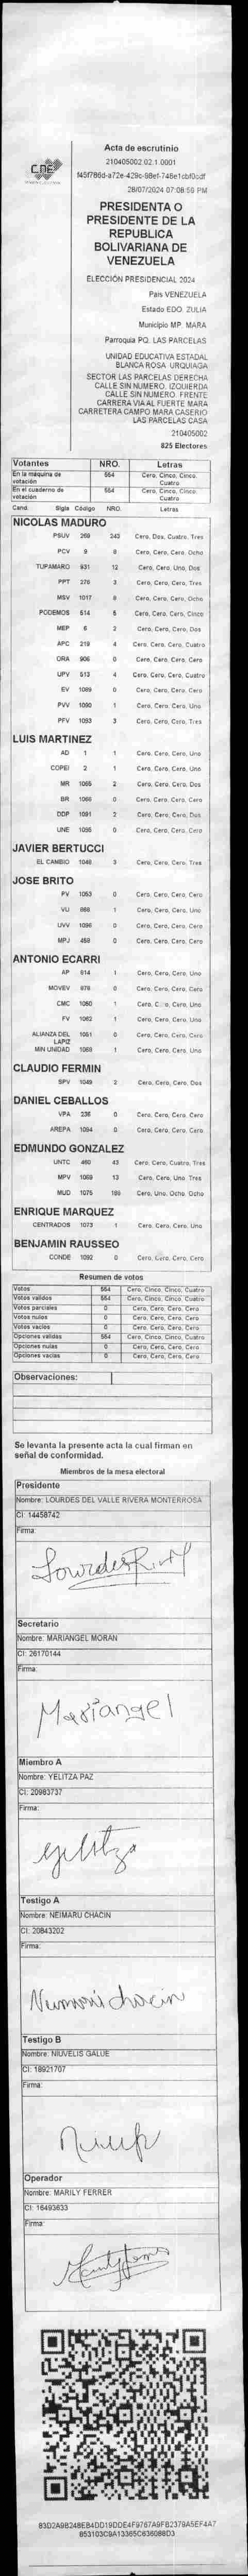 CNE
Acta de escrutinio
210405002.02.1.0001
28/07/2024 07:08:56 PM
PRESIDENTA O
PRESIDENTE DE LA
REPUBLICA
BOLIVARIANA DE
VENEZUELA
ELECCIÓN PRESIDENCIAL 2024
País VENEZUELA
Estado EDO. ZULIA
Municipio MP. MARA
Parroquia PQ. LAS PARCELAS
UNIDAD EDUCATIVA ESTADAL
BLANCA ROSA URQUIAGA
SECTOR LAS PARCELAS DERECHA
CALLE SIN NUMERO. IZQUIERDA
CALLE SIN NUMERO. FRENTE
CARRERA VIA AL FUERTE MARA
CARRETERA CAMPO MARA CASERIO
LAS PARCELAS CASA
210405002
825 Electores
Votantes NRO. Letras
En la máquina de votación 554 Cero, Cinco, Cinco, Cuatro
En el cuaderno de votación 554 Cero, Cinco, Cinco, Cuatro
Cand. Sigla Código NRO. Letras
NICOLAS MADURO
PSUV 268 243 Cero, Dos, Cuatro, Tres
PCV 9 8 Cero, Cero, Cero, Ocho
TUPAMARO 931 12 Cero, Cero, Uno, Dos
PPT 276 3 Cero, Cero, Cero, Tres
MSV 1017 8 Cero, Cero, Cero, Ocho
PODEMOS 514 5 Cero, Cero, Cero, Cinco
MEP 6 2 Cero, Cero, Cero, Dos
APC 219 4 Cero, Cero, Cero, Cuatro
ORA 906 0 Cero, Cero, Cero, Cero
UPV 513 4 Cero, Cero, Cero, Cuatro
EV 1089 0 Cero, Cero, Cero, Cero
PVV 1090 1 Cero, Cero, Cero, Uno
PFV 1093 3 Cero, Cero, Cero, Tres
LUIS MARTINEZ
AD 1 1 Cero, Cero, Cero, Uno
COPEI 2 1 Cero, Cero, Cero, Uno
MR 1065 2 Cero, Cero, Cero, Dos
BR 1066 0 Cero, Cero, Cero, Cero
DDP 1091 2 Cero, Cero, Cero, Dos
UNE 1095 0 Cero, Cero, Cero, Cero
JAVIER BERTUCCI
EL CAMBIO 1046 3 Cero, Cero, Cero, Tres
JOSE BRITO
PV 1053 0 Cero, Cero, Cero, Cero
VU 868 1 Cero, Cero, Cero, Uno
UVV 1096 0 Cero, Cero, Cero, Cero
MPJ 458 0 Cero, Cero, Cero, Cero
ANTONIO ECARRI
AP 814 1 Cero, Cero, Cero, Uno
MOVEV 878 0 Cero, Cero, Cero, Cero
CMC 1050 1 Cero, Cero, Cero, Uno
FV 1062 1 Cero, Cero, Cero, Uno
ALIANZA DEL LAPIZ 1051 0 Cero, Cero, Cero, Cero
MIN UNIDAD 1069 1 Cero, Cero, Cero, Uno
CLAUDIO FERMIN
SPV 1049 2 Cero, Cero, Cero, Dos
DANIEL CEBALLOS
VPA 235 0 Cero, Cero, Cero, Cero
AREPA 1094 0 Cero, Cero, Cero, Cero
EDMUNDO GONZALEZ
UNTC 460 43 Cero, Cero, Cuatro, Tres
MPV 1069 13 Cero, Cero, Uno, Tres
MUD 1075 188 Cero, Uno, Ocho, Ocho
ENRIQUE MARQUEZ
CENTRADOS 1073 1 Cero, Cero, Cero, Uno
BENJAMIN RAUSSEO
CONDE 1092 0 Cero, Cero, Cero, Cero
Resumen de votos
Votos 554 Cero, Cinco, Cinco, Cuatro
Votos validos 554 Cero, Cinco, Cinco, Cuatro
Votos parciales 0 Cero, Cero, Cero, Cero
Votos nulos 0 Cero, Cero, Cero, Cero
Votos vacíos 0 Cero, Cero, Cero, Cero
Opciones validas 554 Cero, Cinco, Cinco, Cuatro
Opciones nulas 0 Cero, Cero, Cero, Cero
Opciones vacías 0 Cero, Cero, Cero, Cero
Observaciones:
Se levanta la presente acta la cual firman en
señal de conformidad.
Miembros de la mesa electoral
Presidente
Nombre: LOURDES DEL VALLE RIVERA MONTERROSA
CI: 14458742
Firma:
Lourdes
Secretario
Nombre: MARIANGEL MORAN
CI: 26170144
Firma:
Mariangel
Miembro A
Nombre: YELITZA PAZ
CI: 20983737
Firma:
Yelitza
Testigo A
Nombre: NEIMARU CHACIN
CI: 20843202
Firma:
chacin
Testigo B
Nombre: NIUVELIS GALUE
CI: 18921707
Firma:
Operador
Nombre: MARILY FERRER
CI: 16493633
Firma: